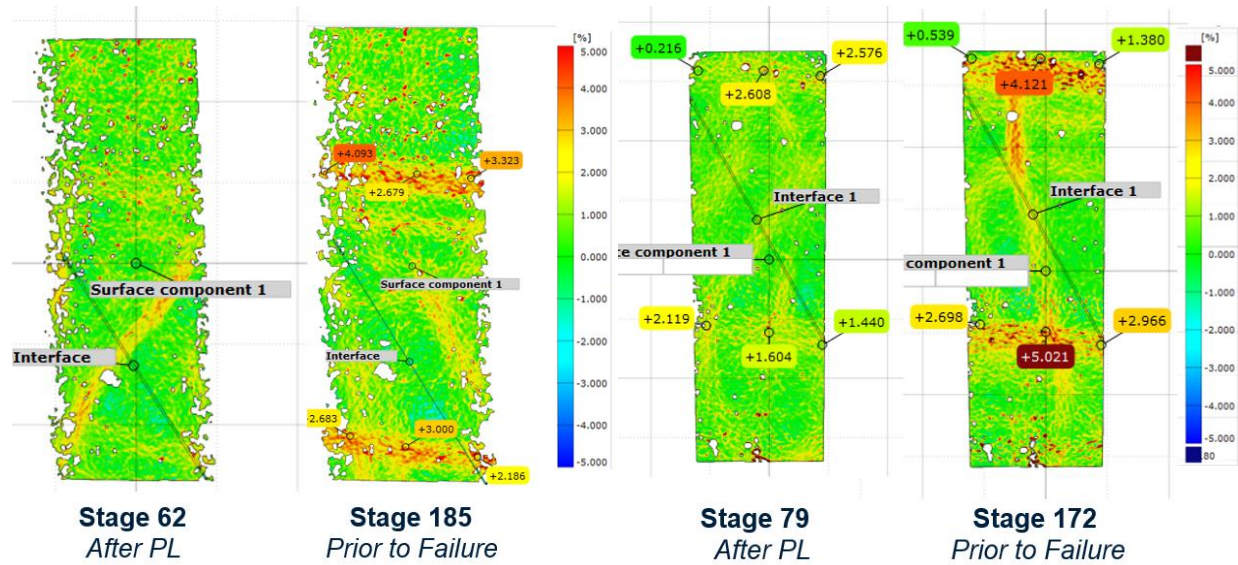 [%]
5.000
4.000
3.000
2.000
1.000
0.000
-1.000
-2.000
-3.000
-4.000
-5.000
Surface component 1
Interface
Stage 62
After PL
+4.093
+3.323
+2.679
Surface component 1
Interface
-2.683
+3.000
+2.186
Stage 185
Prior to Failure
+0.216
+2.576
+2.608
Interface 1
ce component 1
+2.119
+1.440
+1.604
Stage 79
After PL
+0.539
+1.380
+4.121
Interface 1
component 1
+2.698
+2.966
+5.021
Stage 172
Prior to Failure
[%]
5.000
4.000
3.000
2.000
1.000
0.000
-1.000
-2.000
-3.000
-4.000
-5.000
.80